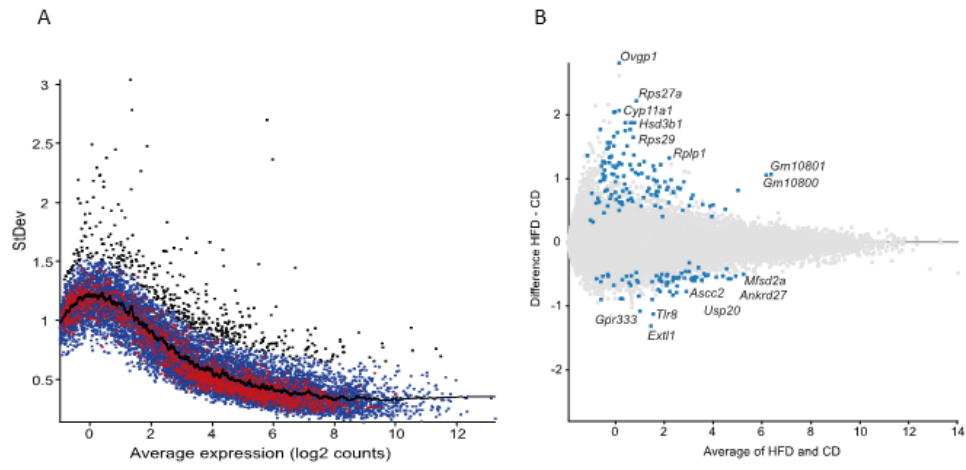 A
B
3
2.5
2
1.5
1
0.5
StDev
0 2 4 6 8 10 12
Average expression (log2 counts)
Ovgp1
Rps27a
Cyp11a1
Hsd3b1
Rps29
Rplp1
Gm10801
Gm10800
Mfsd2a
Ascc2
Ankrd27
Usp20
Gpr333
Tlr8
Extl1
2
1
0
-1
-2
Difference HFD - CD
0 2 4 6 8 10 12 14
Average of HFD and CD